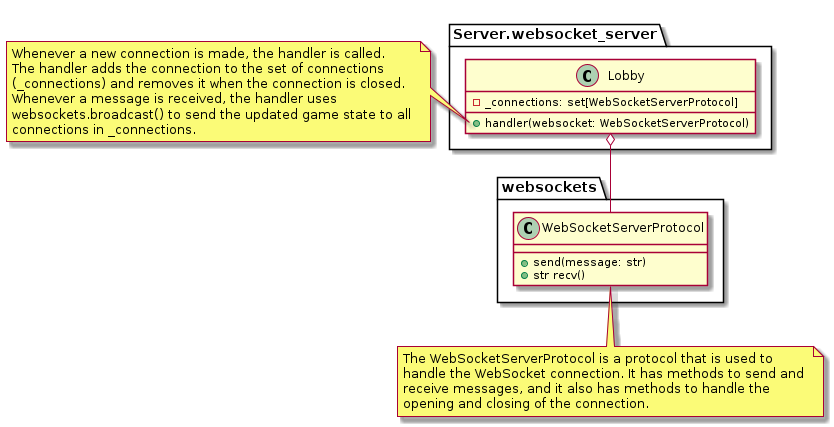 Server.websocket_server
Whenever a new connection is made, the handler is called.
The handler adds the connection to the set of connections
(_connections) and removes it when the connection is closed.
Whenever a message is received, the handler uses
websockets.broadcast() to send the updated game state to all
connections in _connections.
C Lobby
_connections: set[WebSocketServerProtocol]
handler(websocket: WebSocketServerProtocol)
websockets
C WebSocketServerProtocol
send(message: str)
str recv()
The WebSocketServerProtocol is a protocol that is used to
handle the WebSocket connection. It has methods to send and
receive messages, and it also has methods to handle the
opening and closing of the connection.